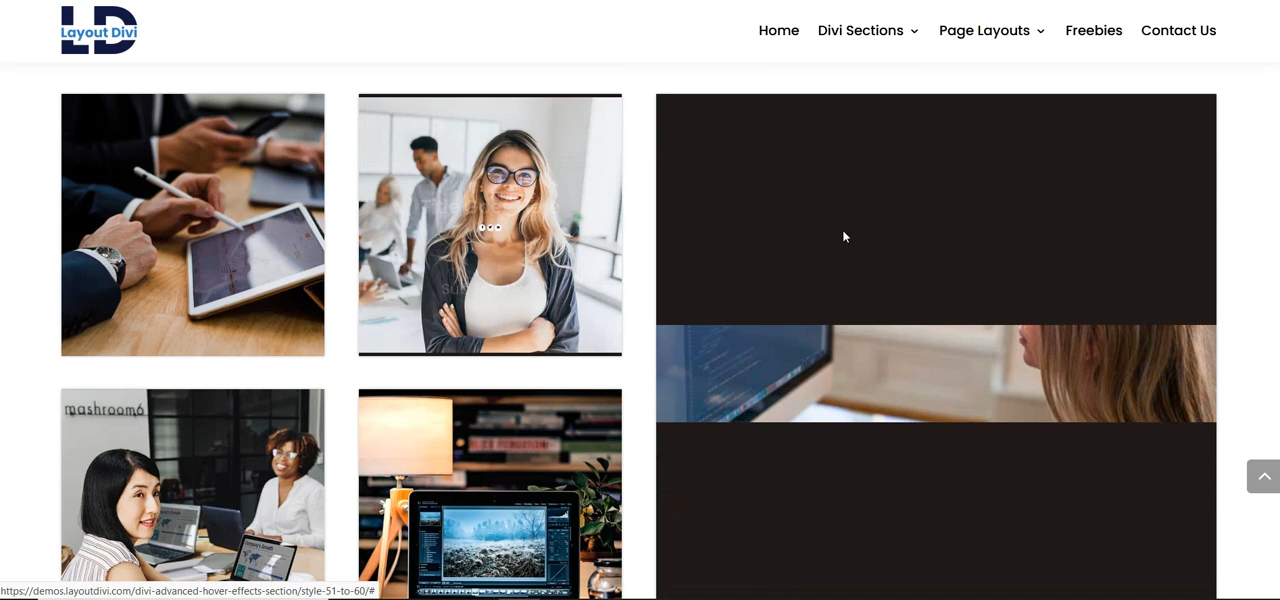 LD
Layout Divi
Home
Divi Sections
Page Layouts
Freebies
Contact Us
mashroom6
https://demos.layoutdivi.com/divi-advanced-hover-effects-section/style-51-to-60/#